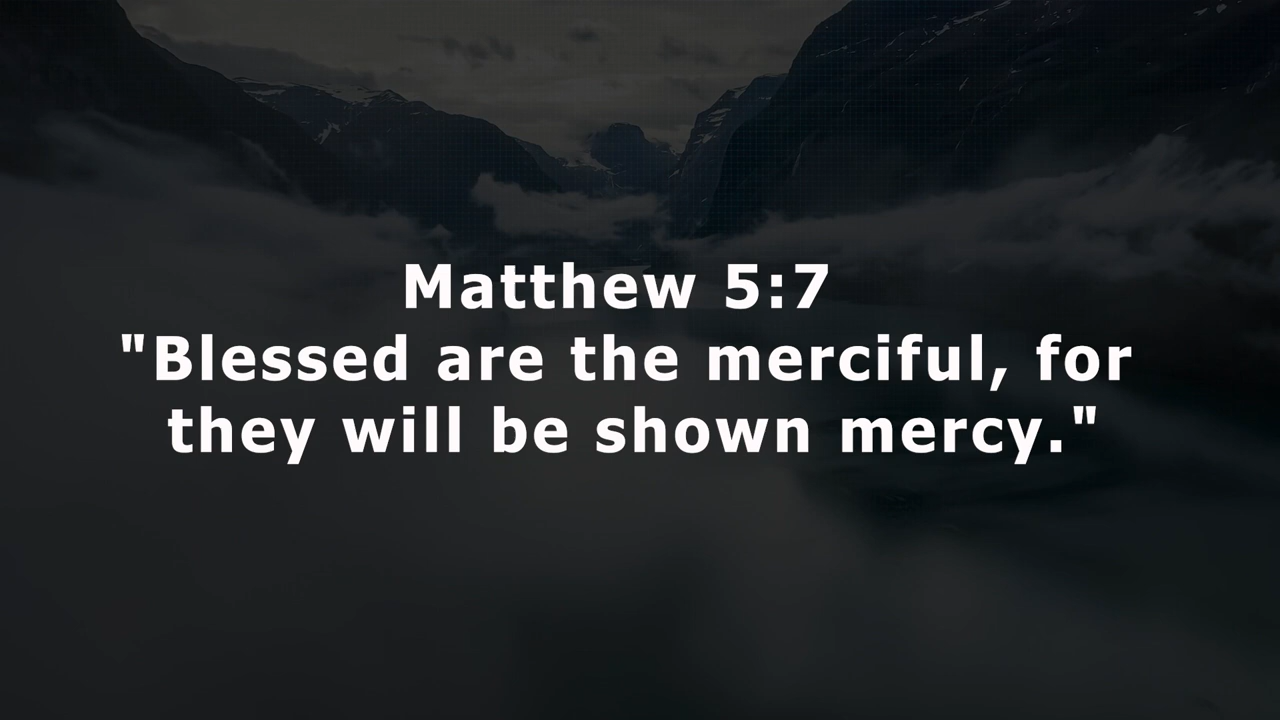 Matthew 5:7
"Blessed are the merciful, for
they will be shown mercy."